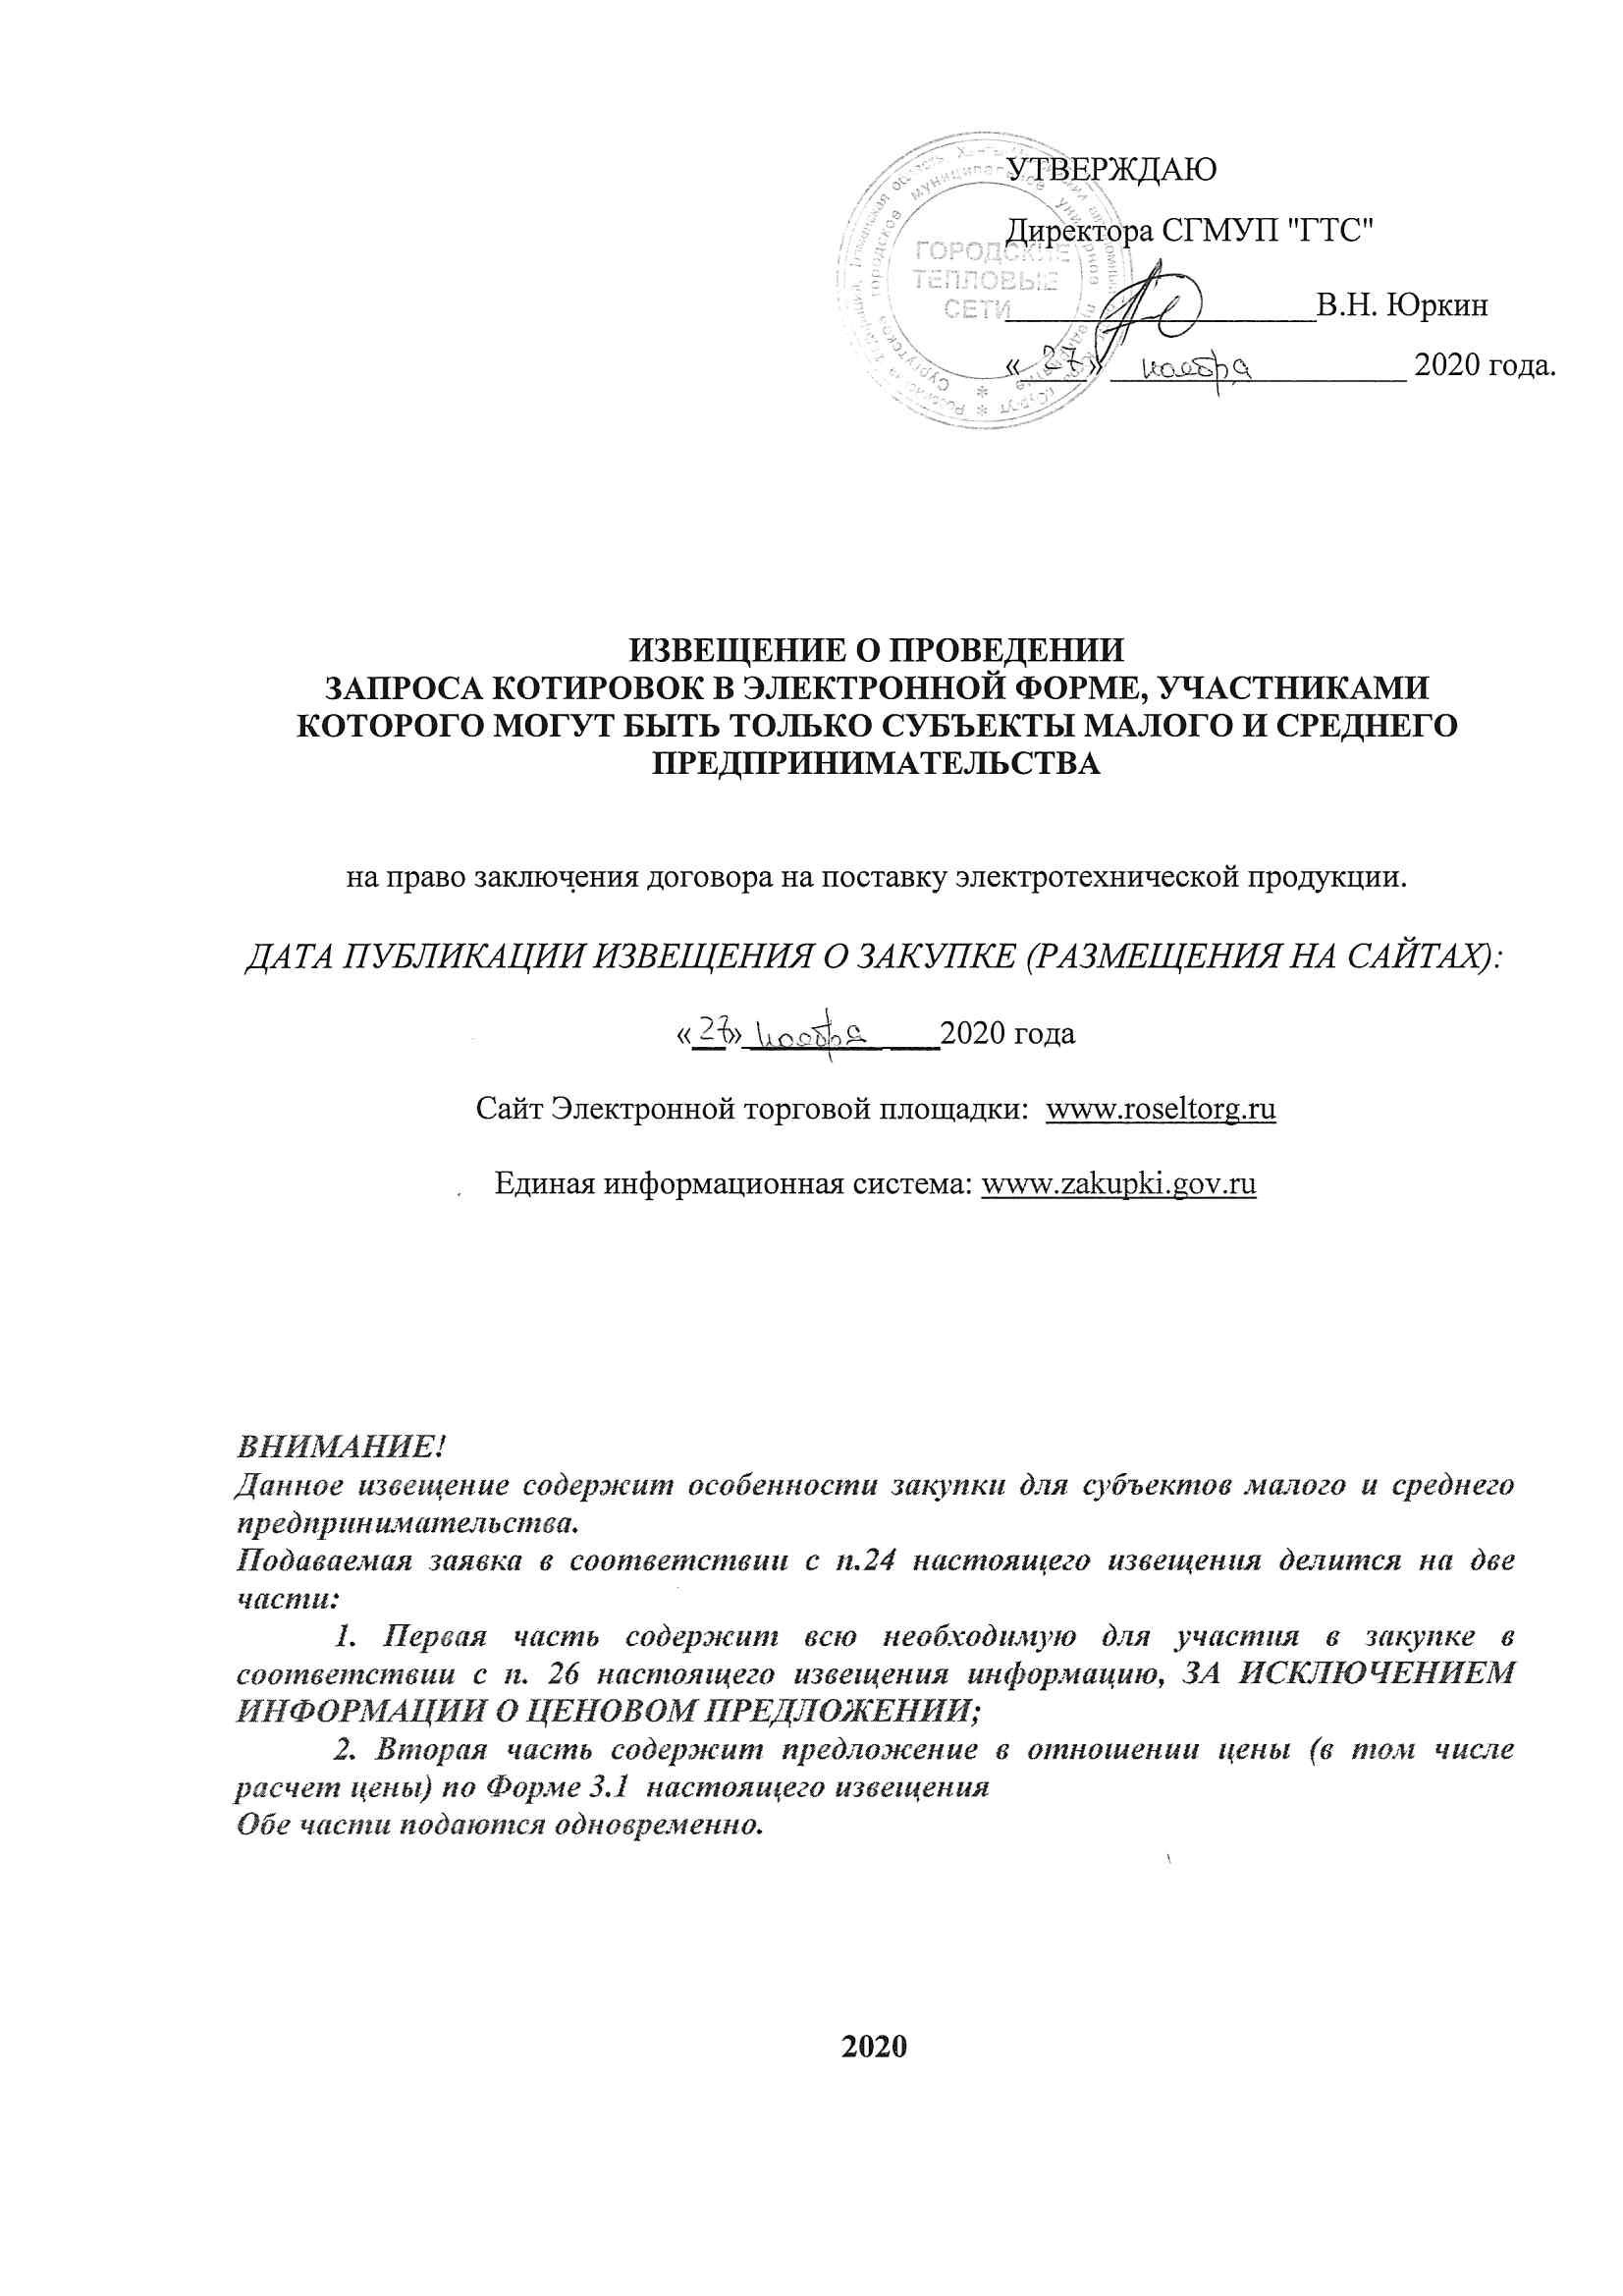 УТВЕРЖДАЮ
Директора СГМУП "ГТС"
ГОРОДСКИЕ
ТЕПЛОВЫЕ
СЕТИ
В.Н. Юркин
«27» ноября 2020 года.
ИЗВЕЩЕНИЕ О ПРОВЕДЕНИИ
ЗАПРОСА КОТИРОВОК В ЭЛЕКТРОННОЙ ФОРМЕ, УЧАСТНИКАМИ
КОТОРОГО МОГУТ БЫТЬ ТОЛЬКО СУБЪЕКТЫ МАЛОГО И СРЕДНЕГО
ПРЕДПРИНИМАТЕЛЬСТВА
на право заключения договора на поставку электротехнической продукции.
ДАТА ПУБЛИКАЦИИ ИЗВЕЩЕНИЯ О ЗАКУПКЕ (РАЗМЕЩЕНИЯ НА САЙТАХ):
«27» ноября 2020 года
Сайт Электронной торговой площадки: www.roseltorg.ru
Единая информационная система: www.zakupki.gov.ru
ВНИМАНИЕ!
Данное извещение содержит особенности закупки для субъектов малого и среднего
предпринимательства.
Подаваемая заявка в соответствии с п.24 настоящего извещения делится на две
части:
1. Первая часть содержит всю необходимую для участия в закупке в
соответствии с п. 26 настоящего извещения информацию, ЗА ИСКЛЮЧЕНИЕМ
ИНФОРМАЦИИ О ЦЕНОВОМ ПРЕДЛОЖЕНИИ;
2. Вторая часть содержит предложение в отношении цены (в том числе
расчет цены) по Форме 3.1 настоящего извещения
Обе части подаются одновременно.
2020